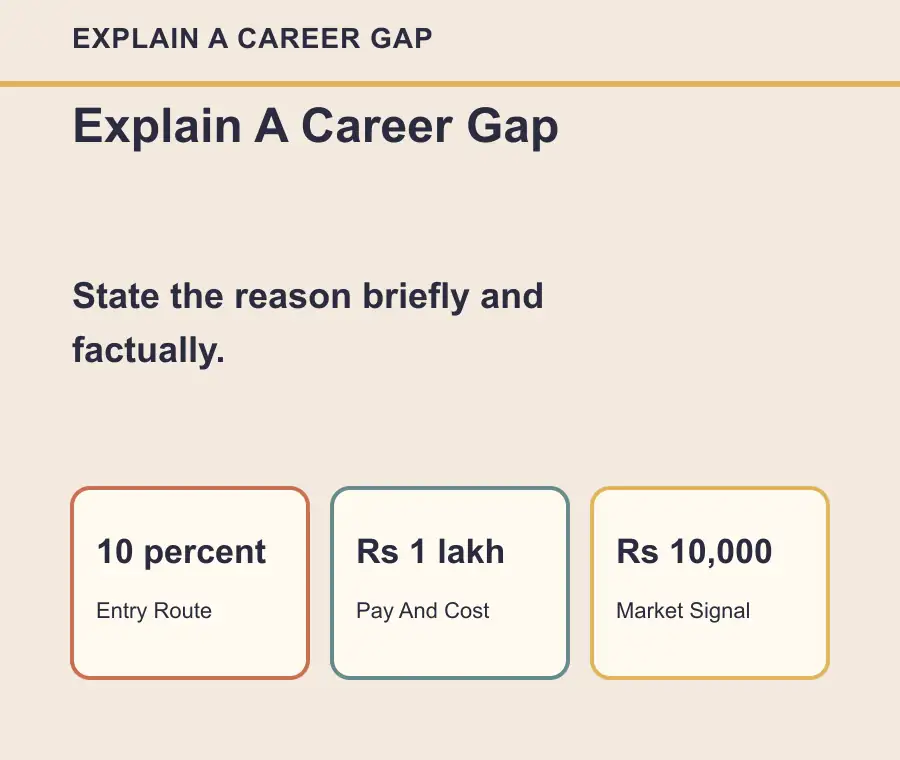 EXPLAIN A CAREER GAP
Explain A Career Gap
State the reason briefly and
factually.
10 percent
Entry Route
Rs 1 lakh
Pay And Cost
Rs 10,000
Market Signal